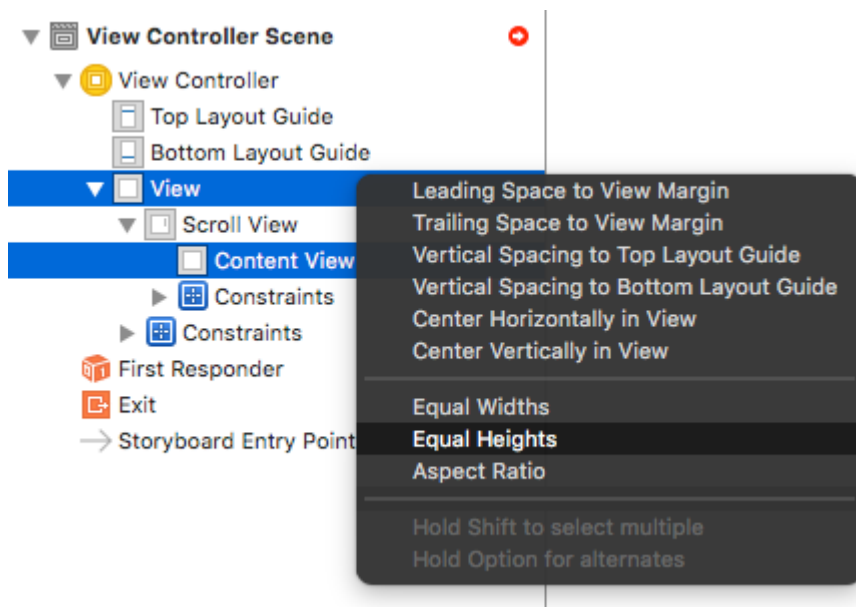 View Controller Scene
View Controller
Top Layout Guide
Bottom Layout Guide
View
Scroll View
Content View
Constraints
Constraints
First Responder
Exit
Storyboard Entry Point
Leading Space to View Margin
Trailing Space to View Margin
Vertical Spacing to Top Layout Guide
Vertical Spacing to Bottom Layout Guide
Center Horizontally in View
Center Vertically in View
Equal Widths
Equal Heights
Aspect Ratio
Hold Shift to select multiple
Hold Option for alternates